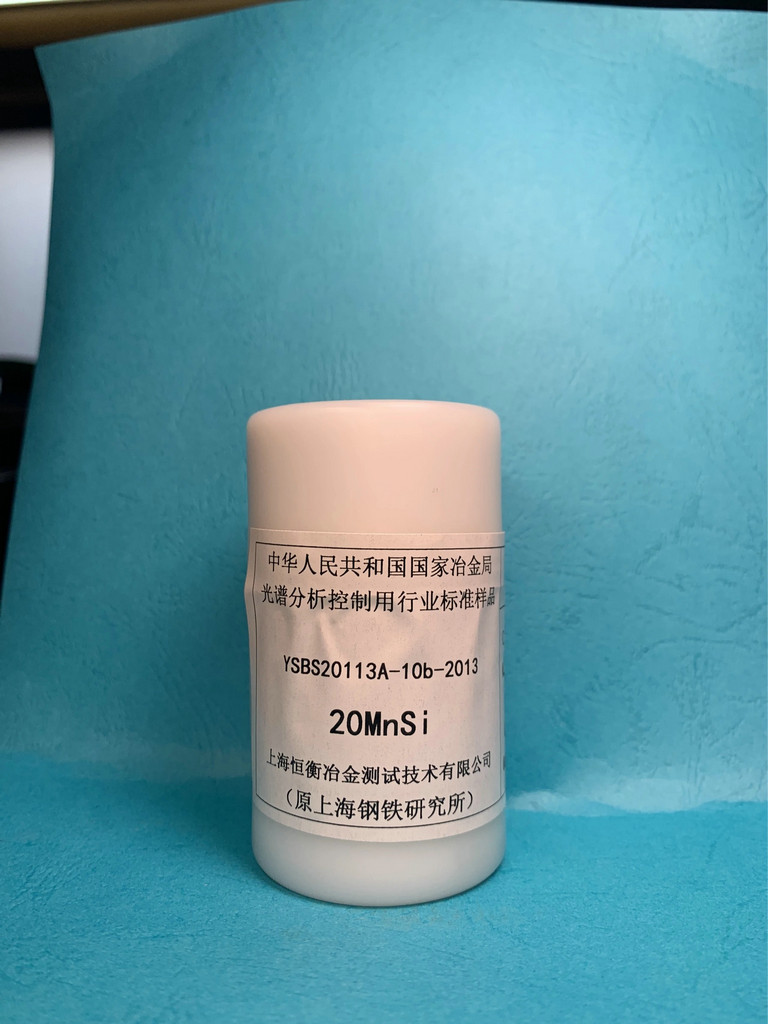 中华人民共和国国家冶金局
光谱分析控制用行业标准样品
YSBS20113A-10b-2013
20MnSi
上海恒衡冶金测试技术有限公司
（原上海钢铁研究所）